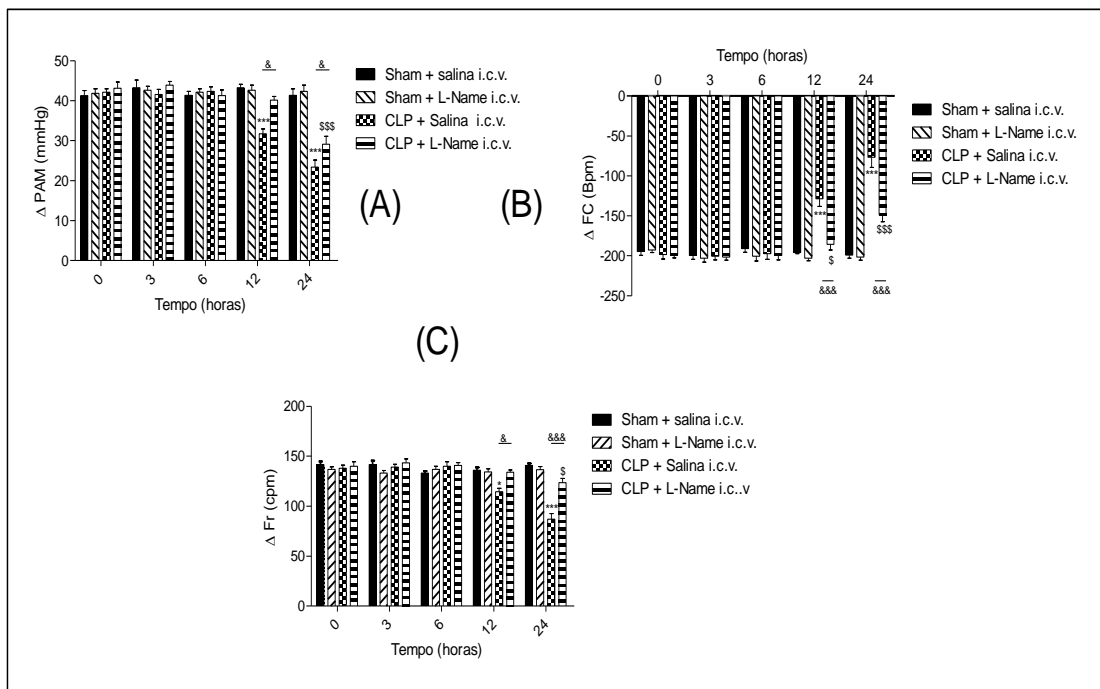 Δ PAM (mmHg)
50
40
30
20
10
0
& &
***
***
$$$
0 3 6 12 24
Tempo (horas)
Sham + salina i.c.v.
Sham + L-Name i.c.v.
CLP + Salina i.c.v.
CLP + L-Name i.c.v.
(A)
(B)
Tempo (horas)
0 3 6 12 24
Δ FC (Bpm)
0
-50
-100
-150
-200
-250
***
***
$
$$$
&&& &&&
Sham + salina i.c.v.
Sham + L-Name i.c.v.
CLP + Salina i.c.v.
CLP + L-Name i.c.v.
(C)
Δ Fr (cpm)
200
150
100
50
0
& &&&
*
***
$
0 3 6 12 24
Tempo (horas)
Sham + salina i.c.v.
Sham + L-Name i.c.v.
CLP + Salina i.c.v.
CLP + L-Name i.c..v